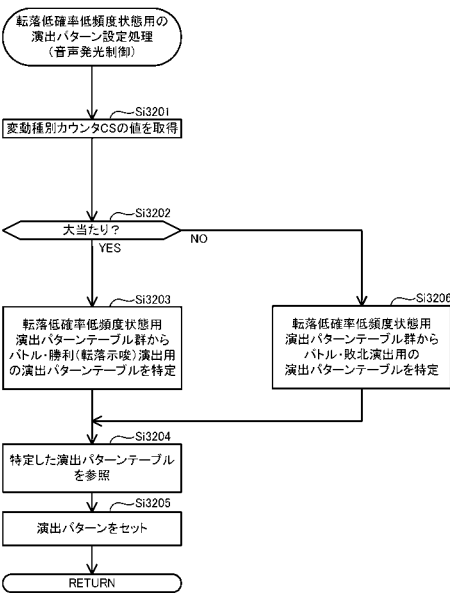 転落低確率低頻度状態用の
演出パターン設定処理
(音声発光制御)
Si3201
変動種別カウンタCSの値を取得
Si3202
大当たり?
YES
NO
Si3203
転落低確率低頻度状態用
演出パターンテーブル群から
バトル・勝利(転落示唆)演出用
の演出パターンテーブルを特定
Si3206
転落低確率低頻度状態用
演出パターンテーブル群から
バトル・敗北演出用の
演出パターンテーブルを特定
Si3204
特定した演出パターンテーブル
を参照
Si3205
演出パターンをセット
RETURN